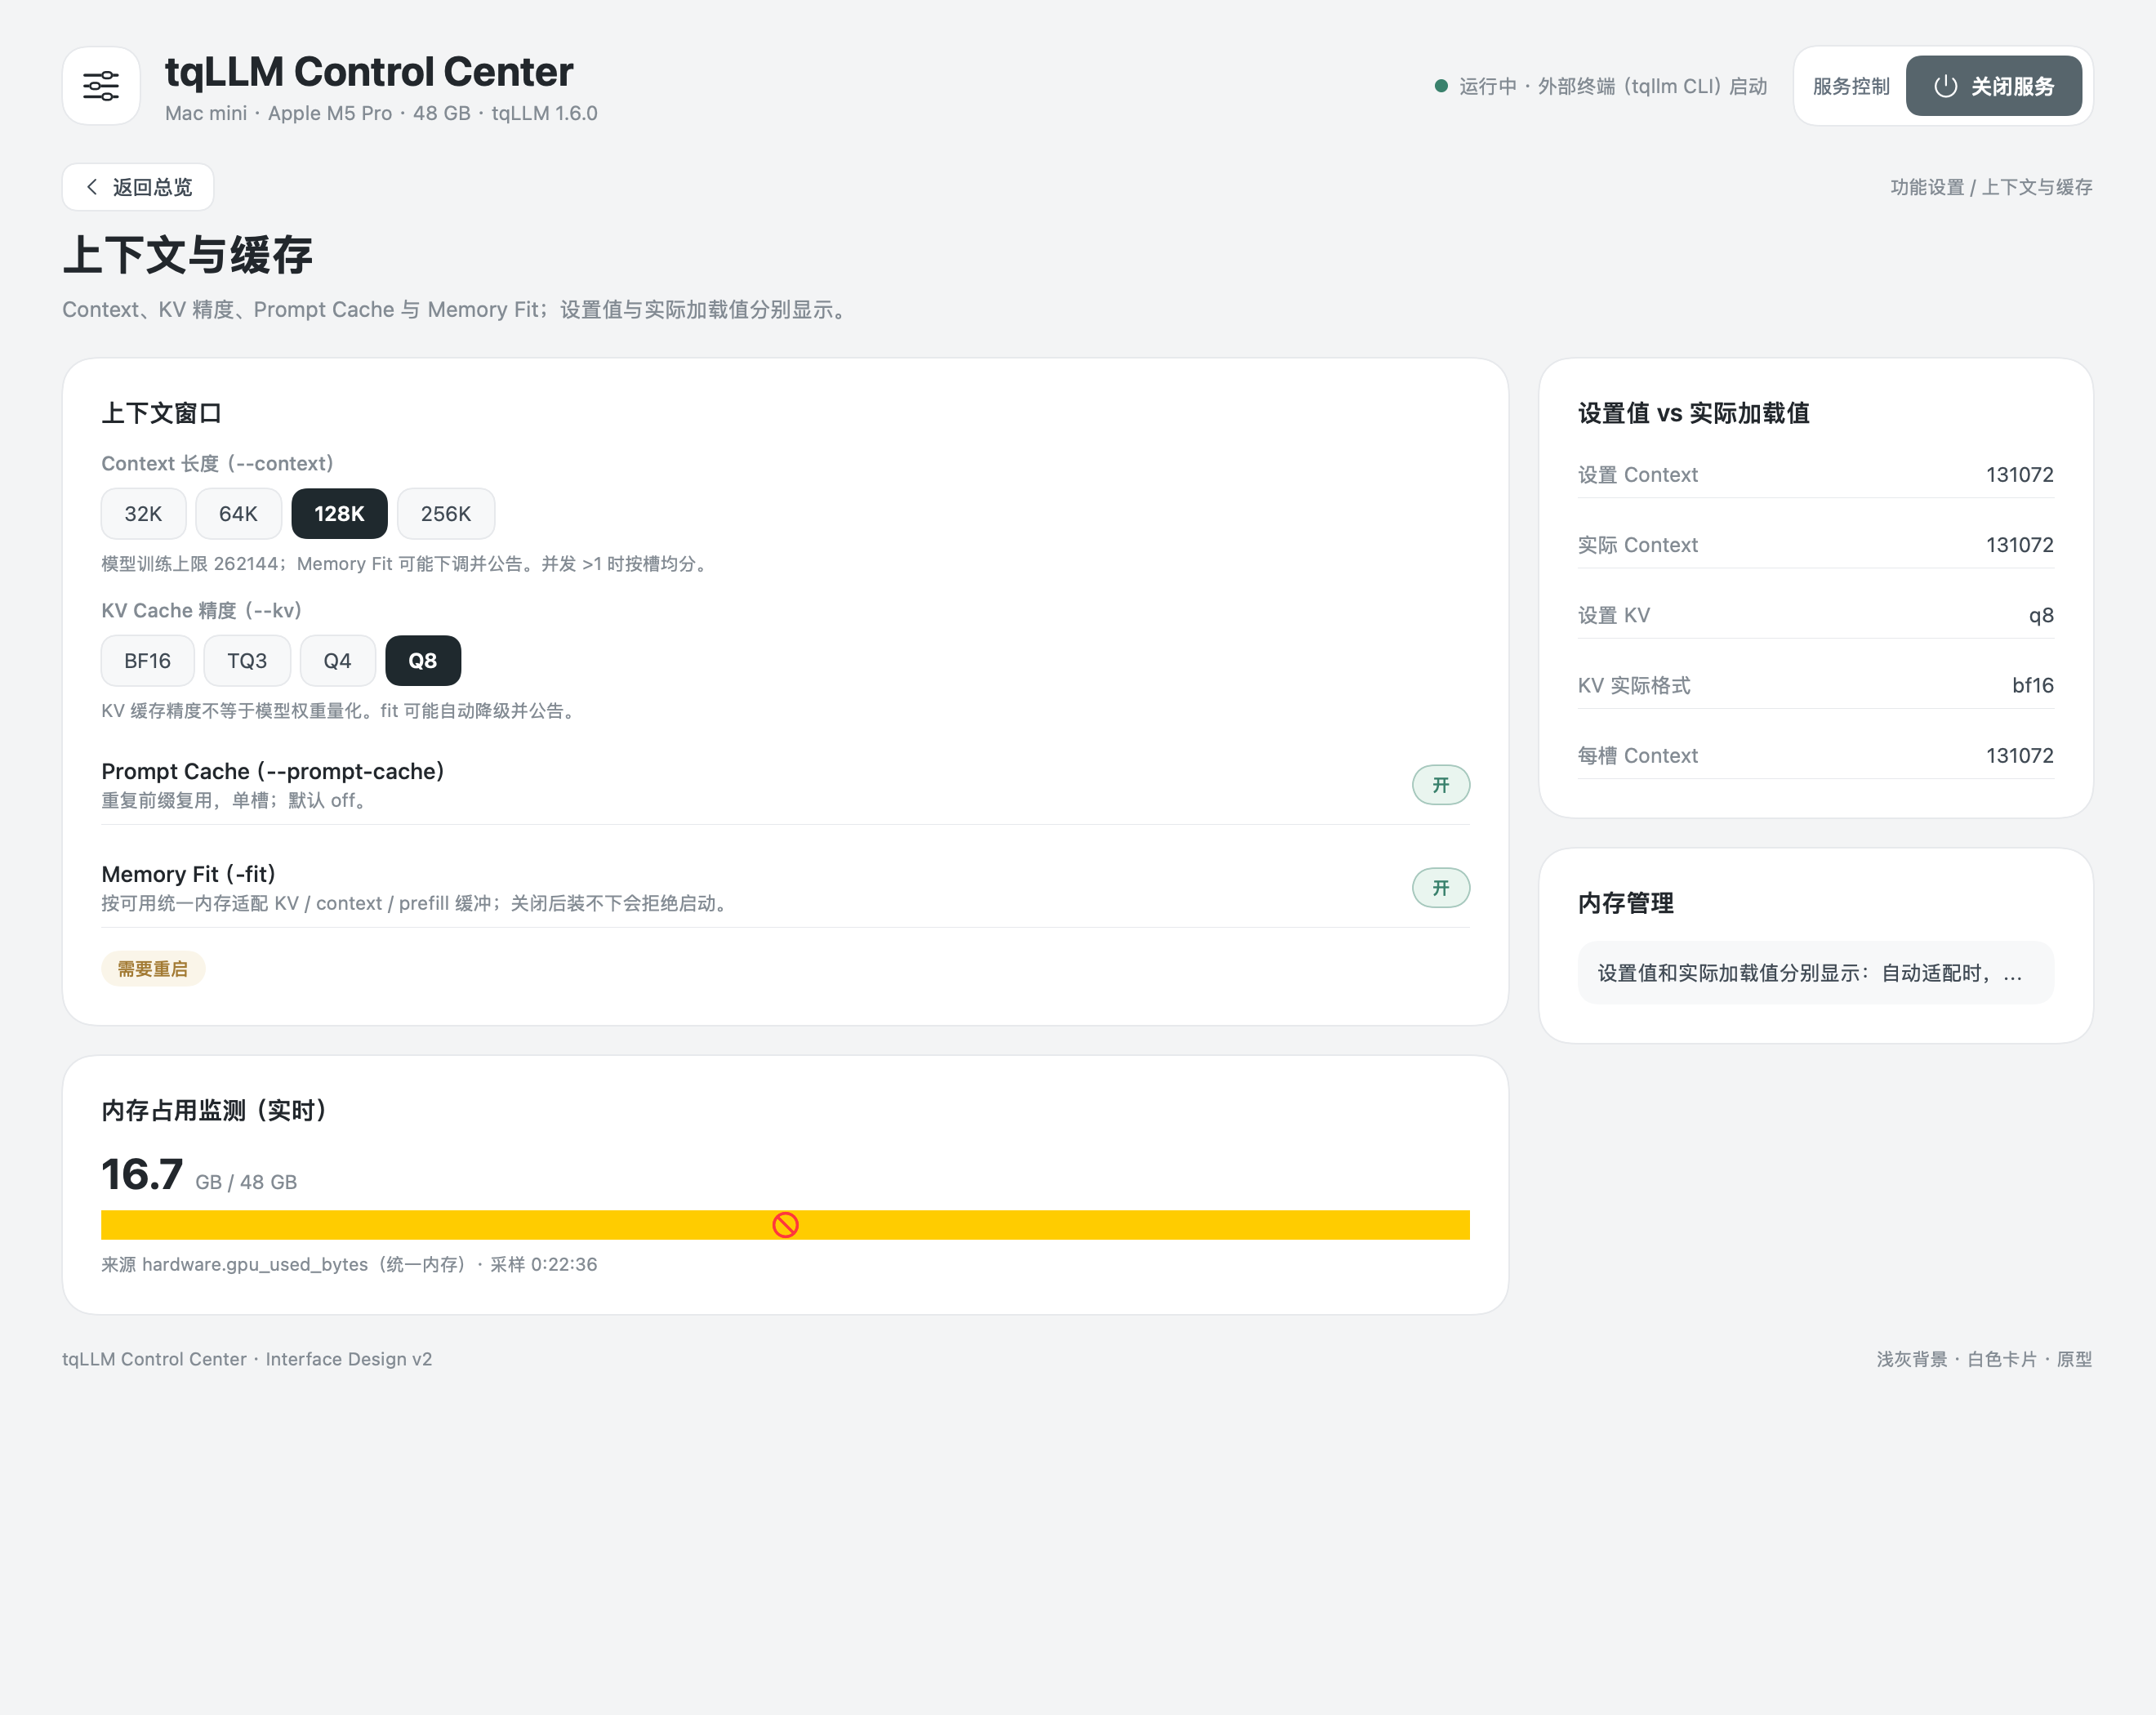 tqLLM Control Center
Mac mini · Apple M5 Pro · 48 GB · tqLLM 1.6.0
运行中 · 外部终端 (tqllm CLI) 启动
服务控制
关闭服务
返回总览
功能设置 / 上下文与缓存
上下文与缓存
Context、KV 精度、Prompt Cache 与 Memory Fit；设置值与实际加载值分别显示。
上下文窗口
Context 长度 (--context)
32K
64K
128K
256K
模型训练上限 262144；Memory Fit 可能下调并公告。并发 >1 时按槽均分。
KV Cache 精度 (--kv)
BF16
TQ3
Q4
Q8
KV 缓存精度不等于模型权重量化。fit 可能自动降级并公告。
Prompt Cache (--prompt-cache)
重复前缀复用，单槽；默认 off。
开
Memory Fit (-fit)
按可用统一内存适配 KV / context / prefill 缓冲；关闭后装不下会拒绝启动。
开
需要重启
设置值 vs 实际加载值
设置 Context 131072
实际 Context 131072
设置 KV q8
KV 实际格式 bf16
每槽 Context 131072
内存管理
设置值和实际加载值分别显示：自动适配时，...
内存占用监测（实时）
16.7 GB / 48 GB
来源 hardware.gpu_used_bytes（统一内存）· 采样 0:22:36
tqLLM Control Center · Interface Design v2
浅灰背景 · 白色卡片 · 原型